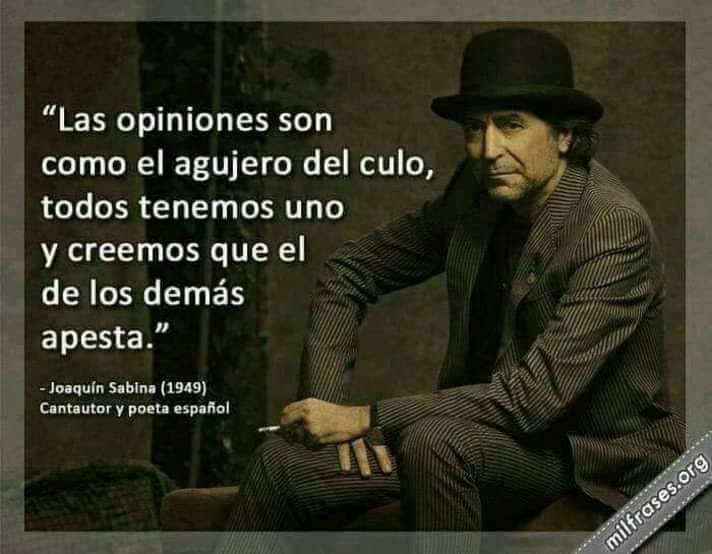 “Las opiniones son
como el agujero del culo,
todos tenemos uno
y creemos que el
de los demás
apesta.”
- Joaquín Sabina (1949)
Cantautor y poeta español
milfrases.org